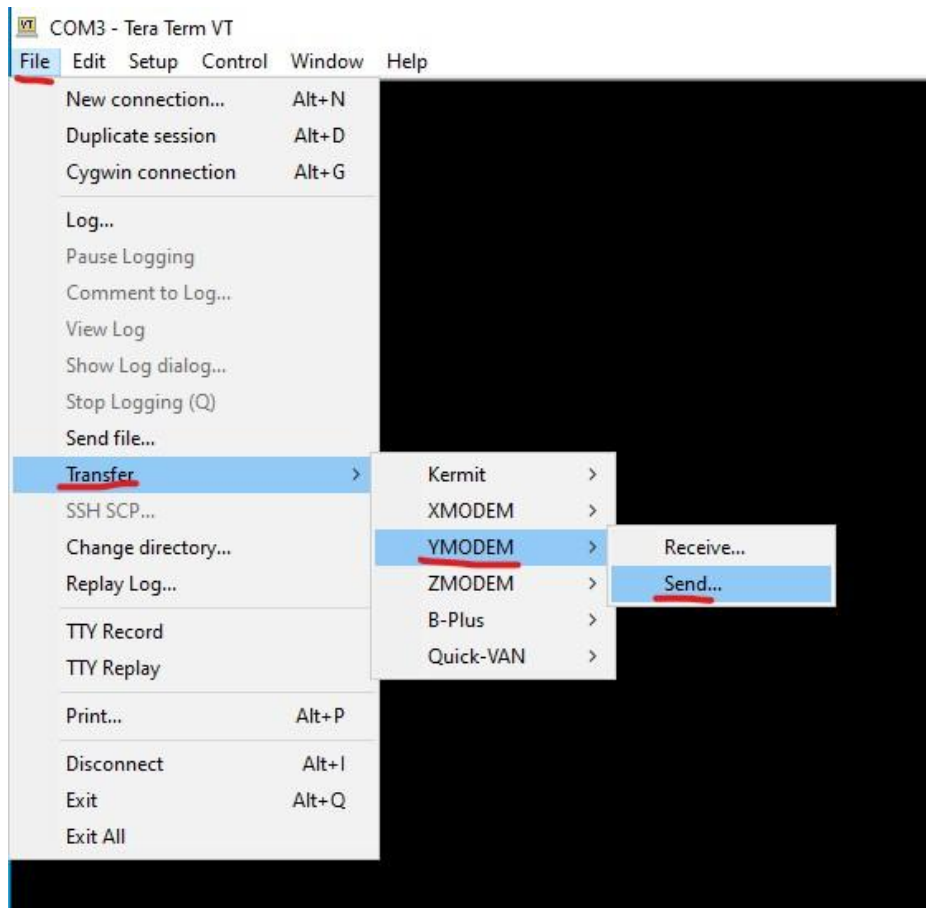 COM3 - Tera Term VT
File Edit Setup Control Window Help
New connection... Alt+N
Duplicate session Alt+D
Cygwin connection Alt+G
Log...
Pause Logging
Comment to Log...
View Log
Show Log dialog...
Stop Logging (Q)
Send file...
Transfer >
SSH SCP...
Change directory...
Replay Log...
TTY Record
TTY Replay
Print... Alt+P
Disconnect Alt+I
Exit Alt+Q
Exit All
Kermit >
XMODEM >
YMODEM >
ZMODEM >
B-Plus >
Quick-VAN >
Receive...
Send...